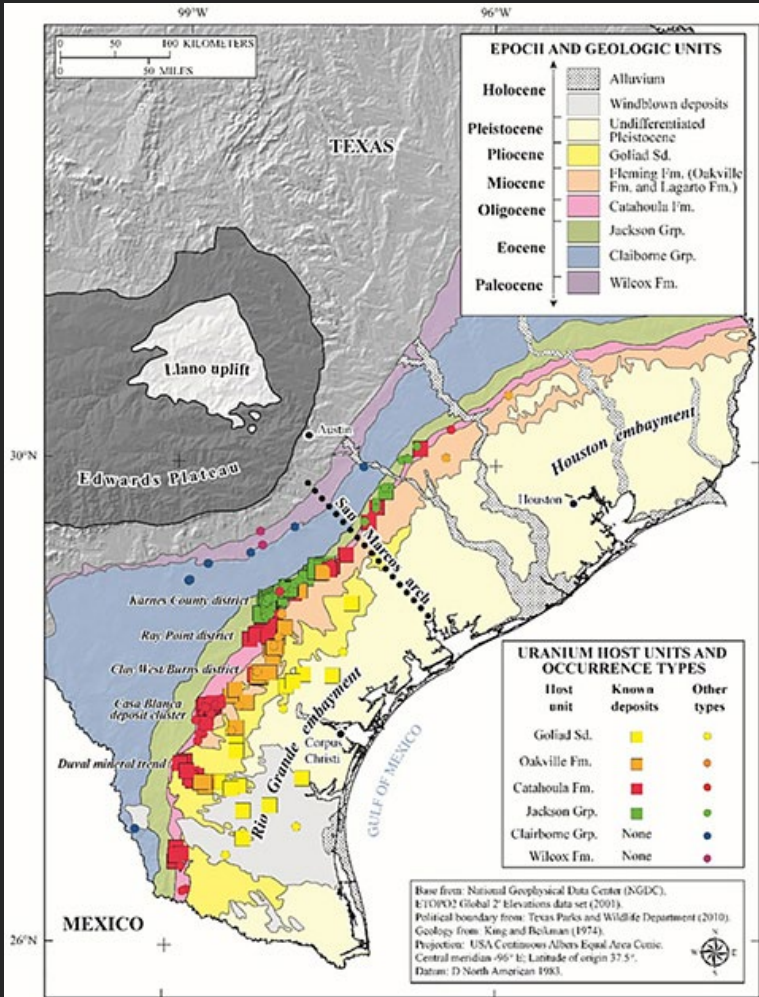 99°W
96°W
0 50 100 KILOMETERS
0 50 MILES
TEXAS
EPOCH AND GEOLOGIC UNITS
Holocene
Alluvium
Windblown deposits
Pleistocene
Undifferentiated
Pleistocene
Pliocene
Goliad Sd.
Miocene
Fleming Fm. (Oakville
Fm. and Lagarto Fm.)
Oligocene
Catahoula Fm.
Eocene
Jackson Grp.
Claiborne Grp.
Paleocene
Wilcox Fm.
Llano uplift
Austin
30°N
Edwards Plateau
Houston embayment
Houston
San Marcos arch
Karnes County district
Ray Point district
Clay West/Burns district
Casa Blanca
deposit cluster
Duval mineral trend
Rio Grande embayment
Corpus
Christi
GULF OF MEXICO
URANIUM HOST UNITS AND
OCCURRENCE TYPES
Host
unit
Known
deposits
Other
types
Goliad Sd.
Oakville Fm.
Catahoula Fm.
Jackson Grp.
Clairborne Grp. None
Wilcox Fm. None
MEXICO
26°N
Base from: National Geophysical Data Center (NGDC),
ETOPO2 Global 2' Elevations data set (2001).
Political boundary from: Texas Parks and Wildlife Department (2010).
Geology from: King and Beikman (1974).
Projection: USA Continuous Albers Equal Area Conic.
Central meridian -96° E; Latitude of origin 37.5°.
Datum: D North American 1983.
N
W E
S